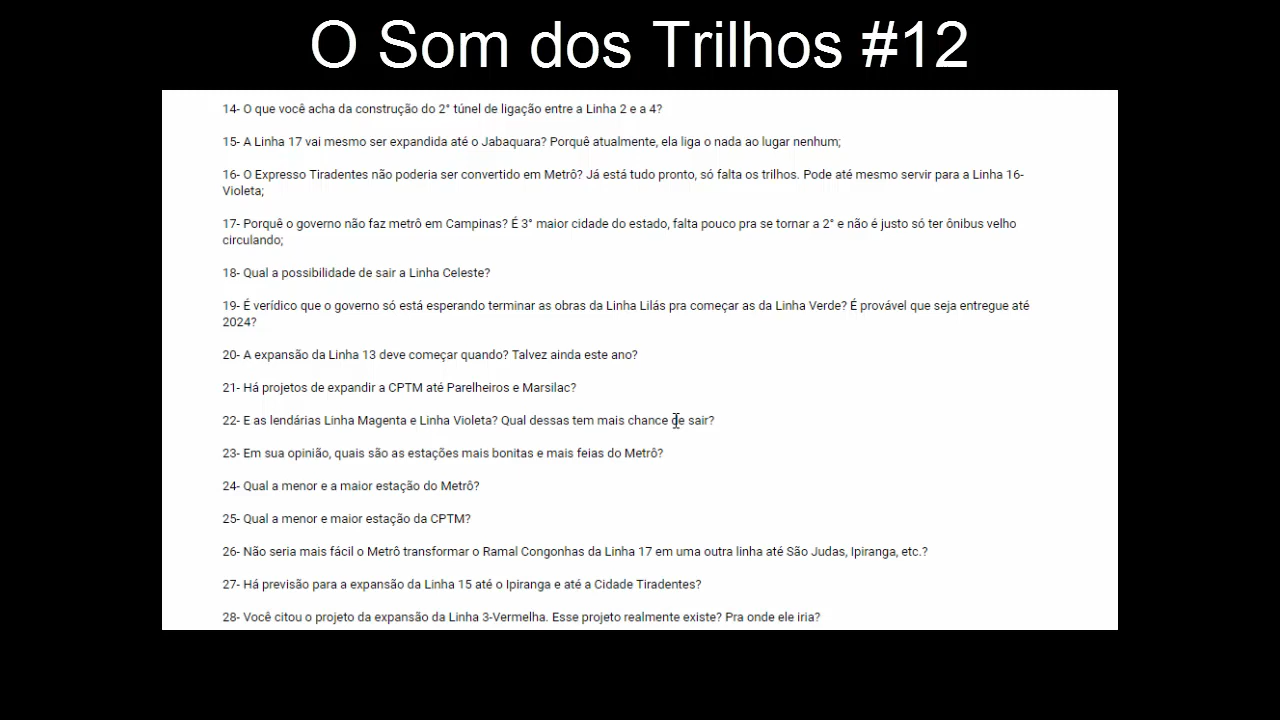 O Som dos Trilhos #12
14- O que você acha da construção do 2° túnel de ligação entre a Linha 2 e a 4?
15- A Linha 17 vai mesmo ser expandida até o Jabaquara? Porquê atualmente, ela liga o nada ao lugar nenhum;
16- O Expresso Tiradentes não poderia ser convertido em Metrô? Já está tudo pronto, só falta os trilhos. Pode até mesmo servir para a Linha 16-
Violeta;
17- Porquê o governo não faz metrô em Campinas? É 3° maior cidade do estado, falta pouco pra se tornar a 2° e não é justo só ter ônibus velho
circulando;
18- Qual a possibilidade de sair a Linha Celeste?
19- É verídico que o governo só está esperando terminar as obras da Linha Lilás pra começar as da Linha Verde? É provável que seja entregue até
2024?
20- A expansão da Linha 13 deve começar quando? Talvez ainda este ano?
21- Há projetos de expandir a CPTM até Parelheiros e Marsilac?
22- E as lendárias Linha Magenta e Linha Violeta? Qual dessas tem mais chance de sair?
23- Em sua opinião, quais são as estações mais bonitas e mais feias do Metrô?
24- Qual a menor e a maior estação do Metrô?
25- Qual a menor e maior estação da CPTM?
26- Não seria mais fácil o Metrô transformar o Ramal Congonhas da Linha 17 em uma outra linha até São Judas, Ipiranga, etc.?
27- Há previsão para a expansão da Linha 15 até o Ipiranga e até a Cidade Tiradentes?
28- Você citou o projeto da expansão da Linha 3-Vermelha. Esse projeto realmente existe? Pra onde ele iria?